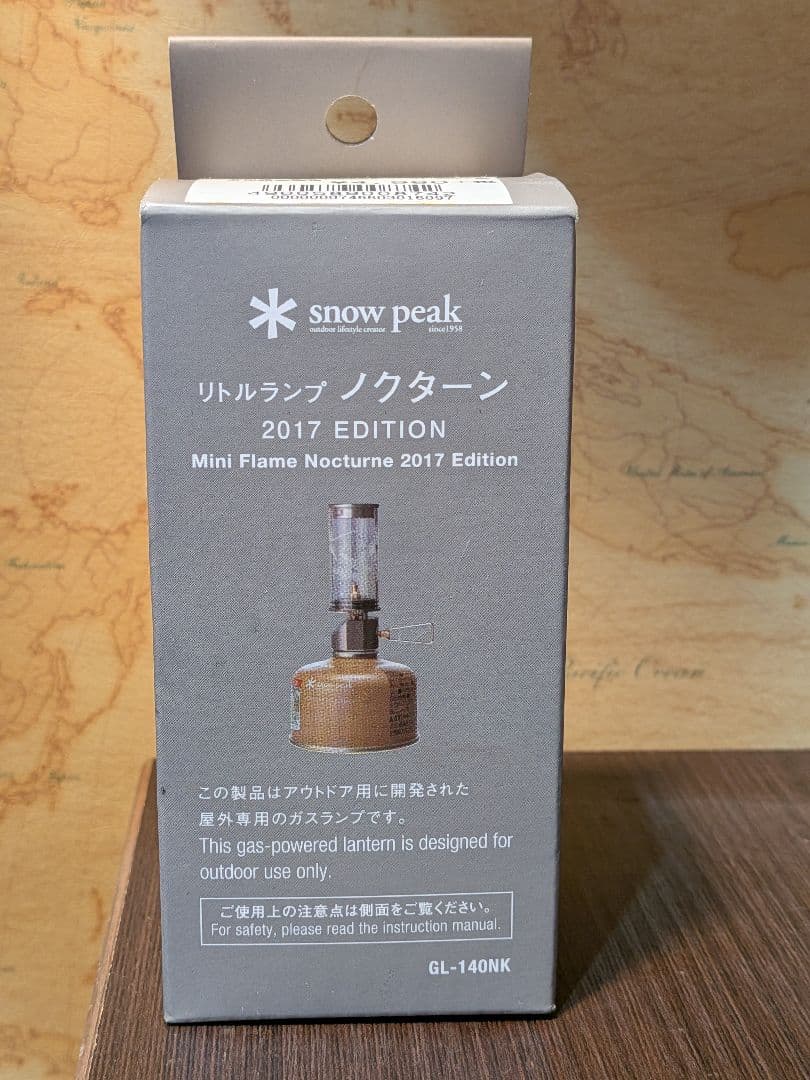 snow peak
outdoor lifestyle creator since1958
リトルランプ ノクターン
2017 EDITION
Mini Flame Nocturne 2017 Edition
この製品はアウトドア用に開発された
屋外専用のガスランプです。
This gas-powered lantern is designed for
outdoor use only.
ご使用上の注意点は側面をご覧ください。
For safety, please read the instruction manual.
GL-140NK
Pacific Ocean